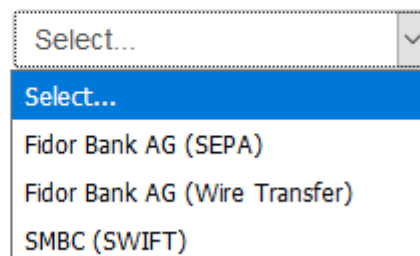 Select...
Select...
Fidor Bank AG (SEPA)
Fidor Bank AG (Wire Transfer)
SMBC (SWIFT)